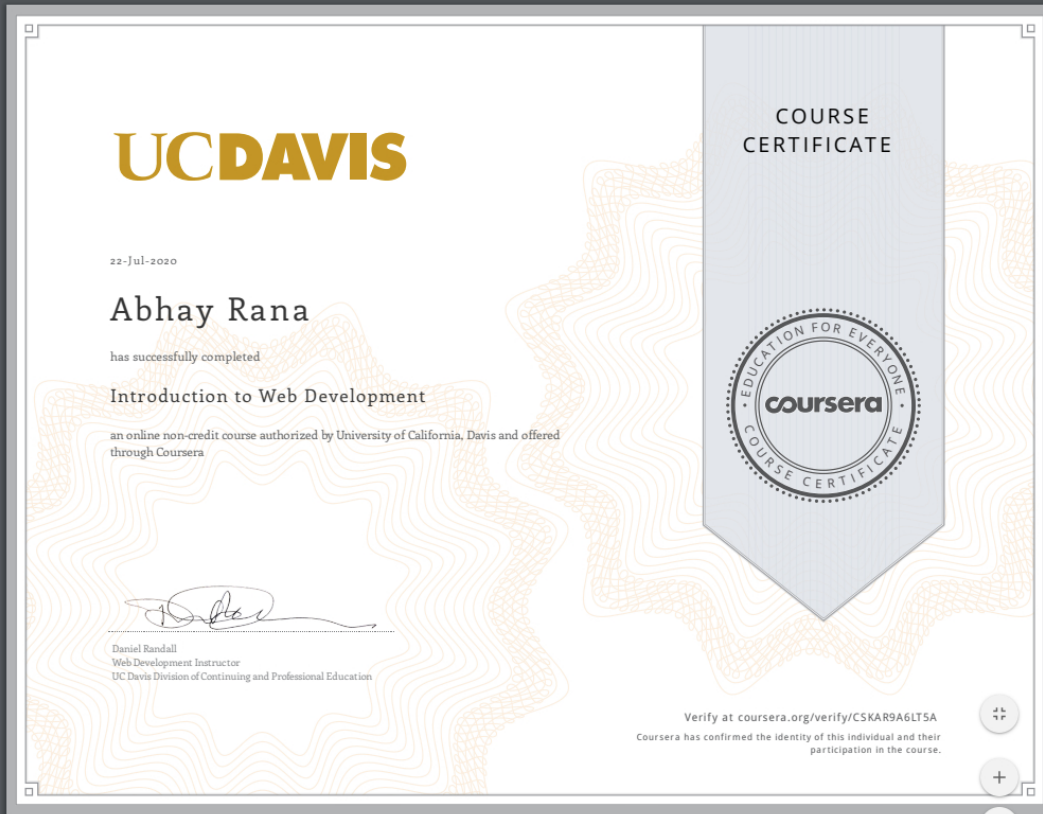 COURSE
CERTIFICATE
UCDAVIS
22-Jul-2020
Abhay Rana
has successfully completed
Introduction to Web Development
an online non-credit course authorized by University of California, Davis and offered
through Coursera
EDUCATION FOR EVERYONE
coursera
COURSE CERTIFICATE
Daniel Randall
Web Development Instructor
UC Davis Division of Continuing and Professional Education
Verify at coursera.org/verify/CSKAR9A6LT5A
Coursera has confirmed the identity of this individual and their
participation in the course.